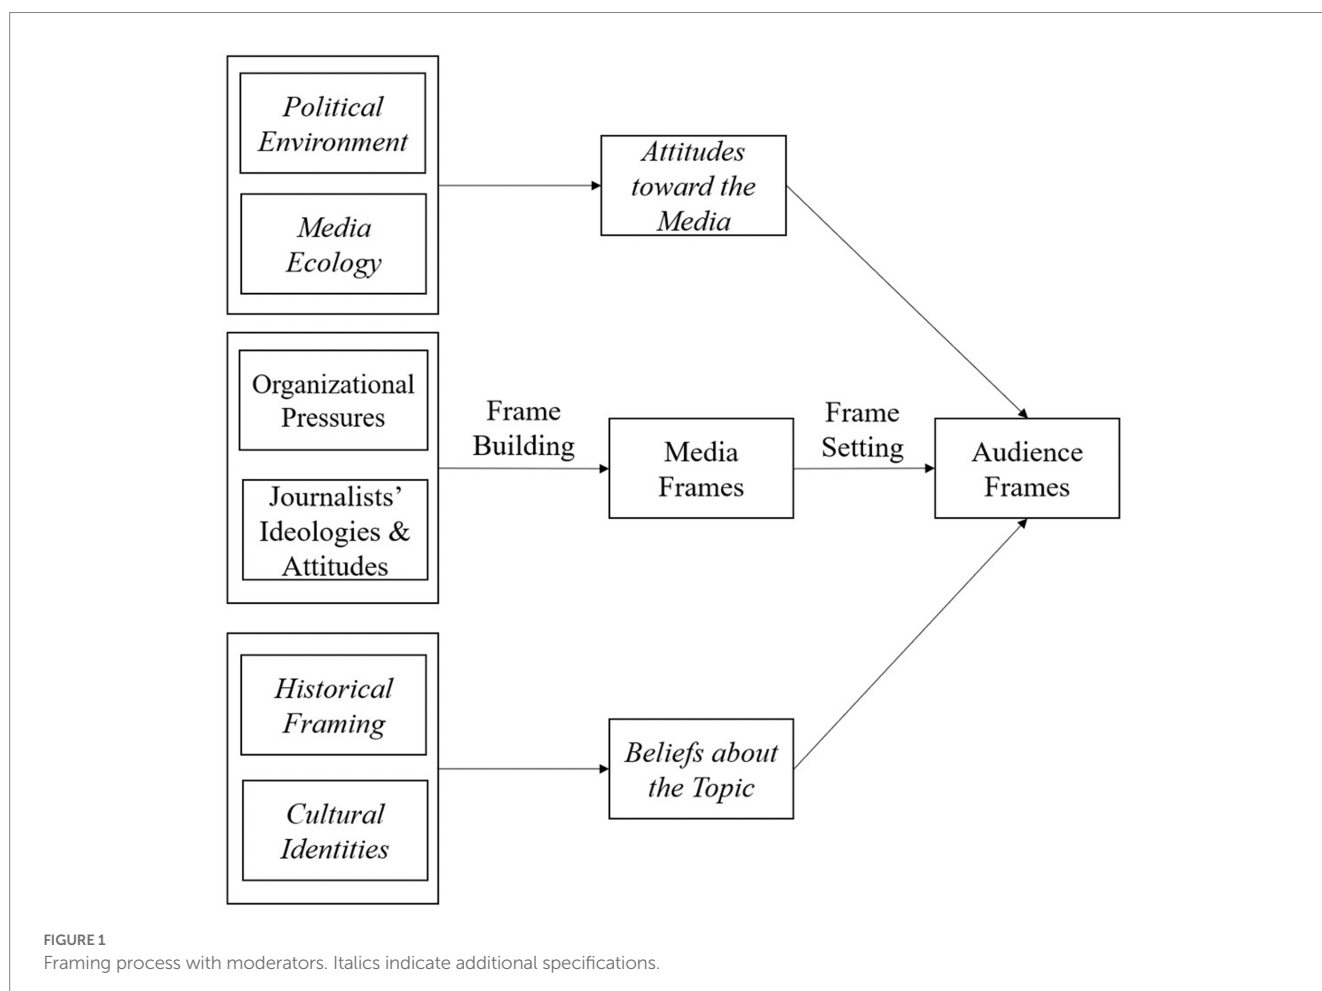 Political
Environment
Media
Ecology
Attitudes
toward the
Media
Organizational
Pressures
Journalists’
Ideologies &
Attitudes
Frame
Building
Media
Frames
Frame
Setting
Audience
Frames
Historical
Framing
Cultural
Identities
Beliefs about
the Topic
FIGURE 1
Framing process with moderators. Italics indicate additional specifications.